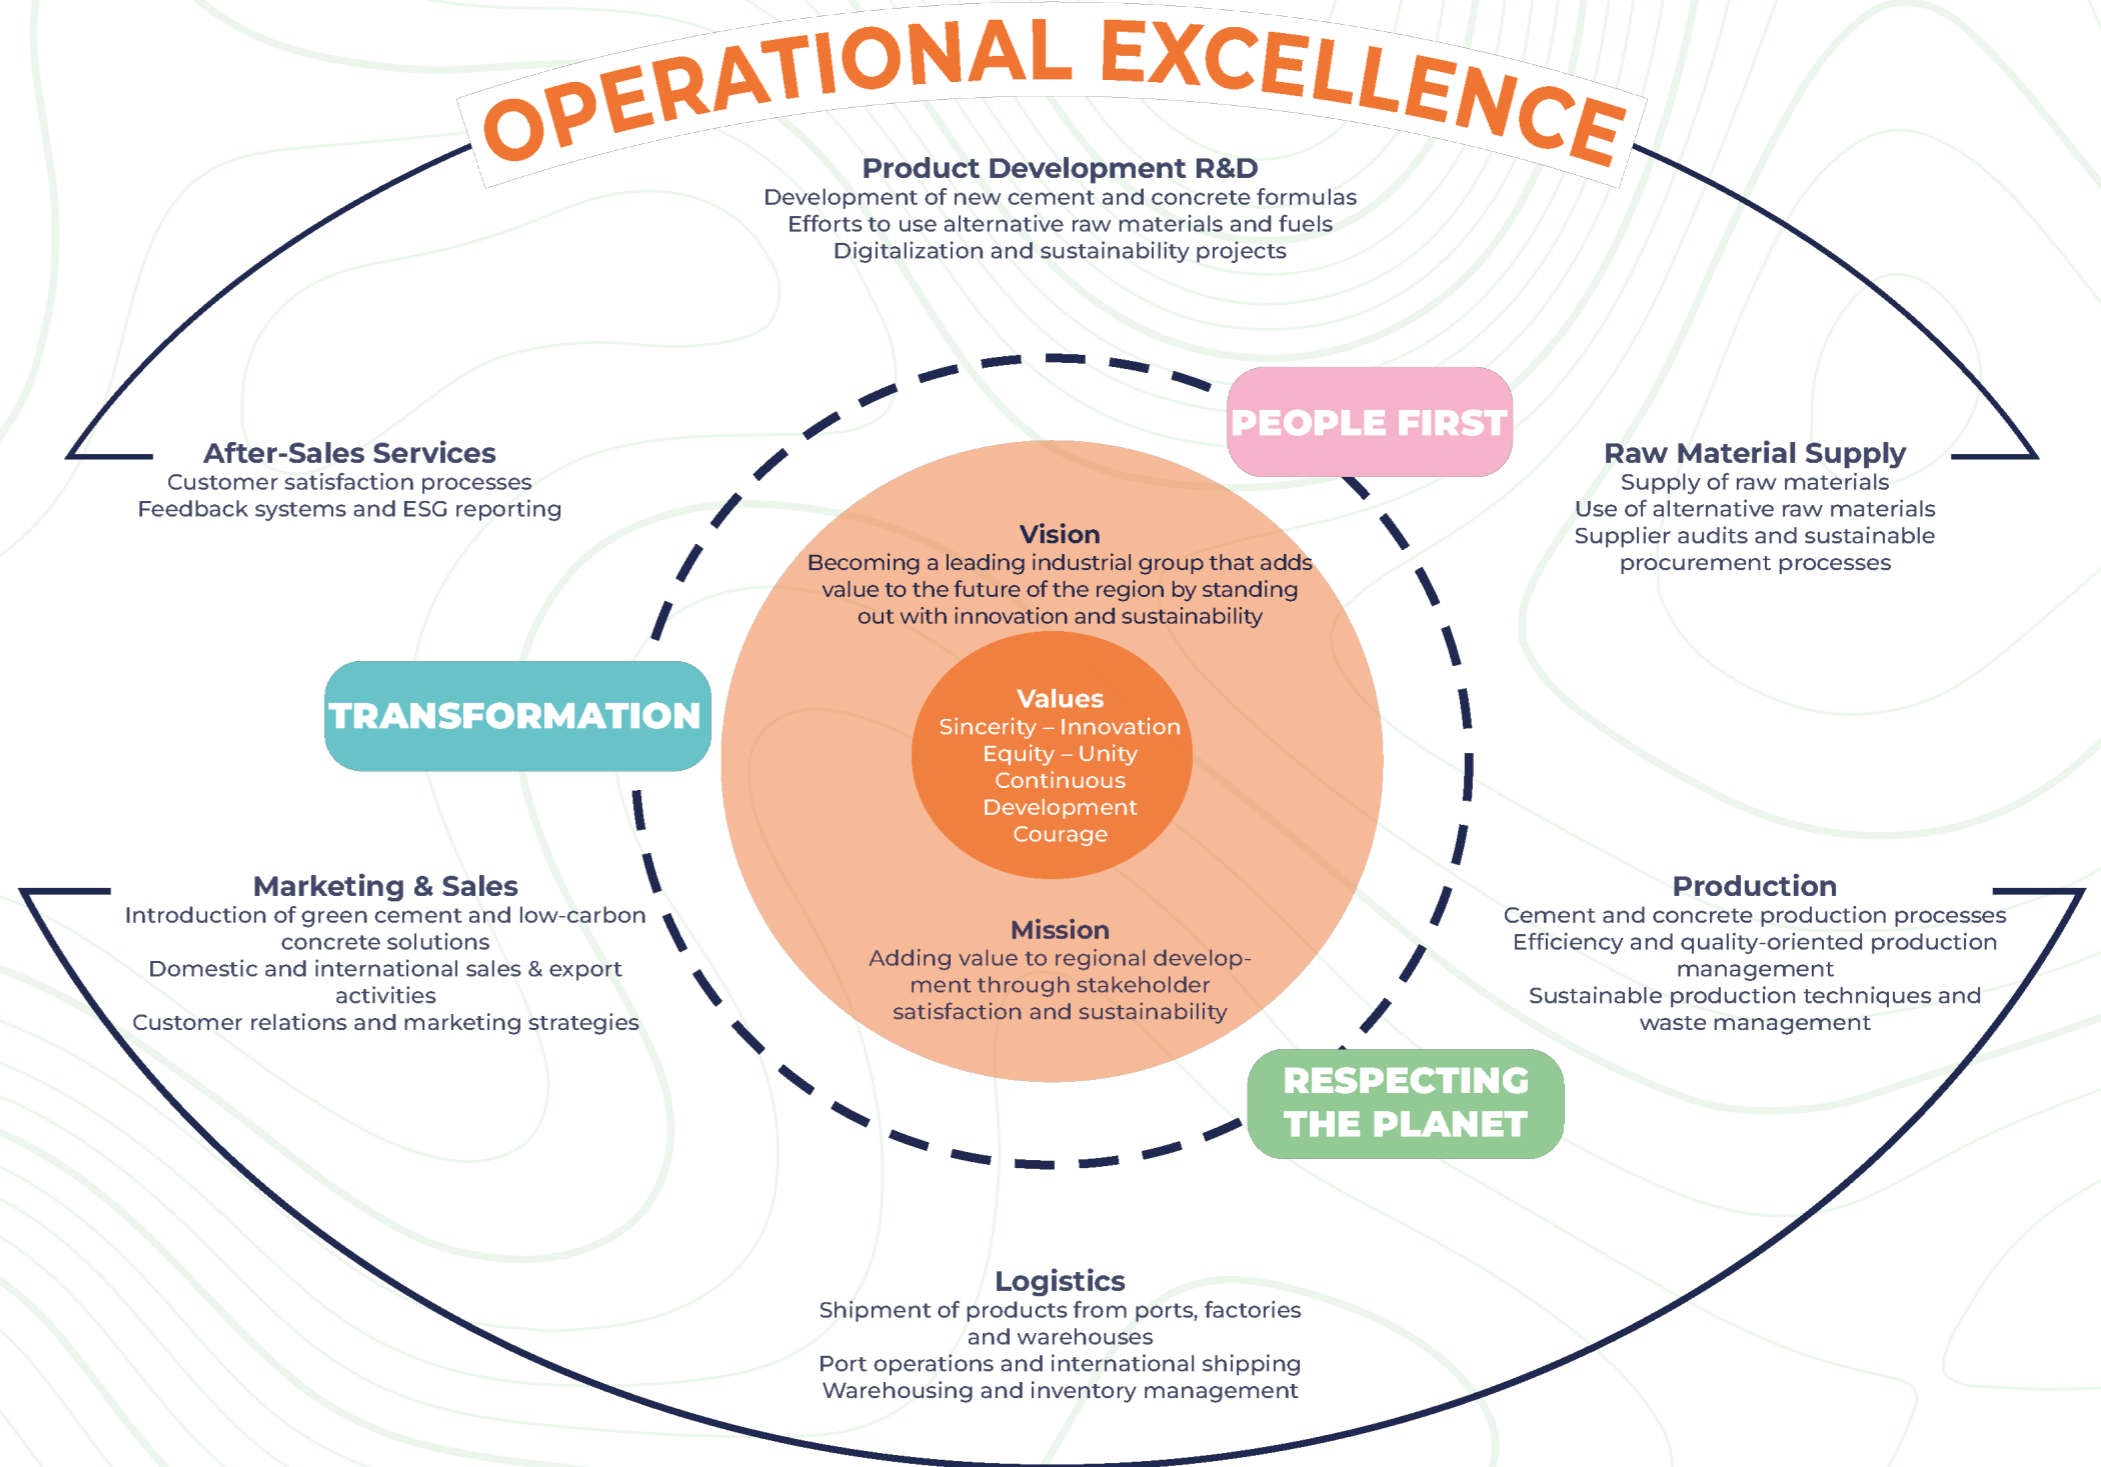 OPERATIONAL EXCELLENCE
Product Development R&D
Development of new cement and concrete formulas
Efforts to use alternative raw materials and fuels
Digitalization and sustainability projects
PEOPLE FIRST
After-Sales Services
Customer satisfaction processes
Feedback systems and ESG reporting
Raw Material Supply
Supply of raw materials
Use of alternative raw materials
Supplier audits and sustainable
procurement processes
Vision
Becoming a leading industrial group that adds
value to the future of the region by standing
out with innovation and sustainability
TRANSFORMATION
Values
Sincerity – Innovation
Equity – Unity
Continuous
Development
Courage
Marketing & Sales
Introduction of green cement and low-carbon
concrete solutions
Domestic and international sales & export
activities
Customer relations and marketing strategies
Mission
Adding value to regional develop-
ment through stakeholder
satisfaction and sustainability
Production
Cement and concrete production processes
Efficiency and quality-oriented production
management
Sustainable production techniques and
waste management
RESPECTING
THE PLANET
Logistics
Shipment of products from ports, factories
and warehouses
Port operations and international shipping
Warehousing and inventory management